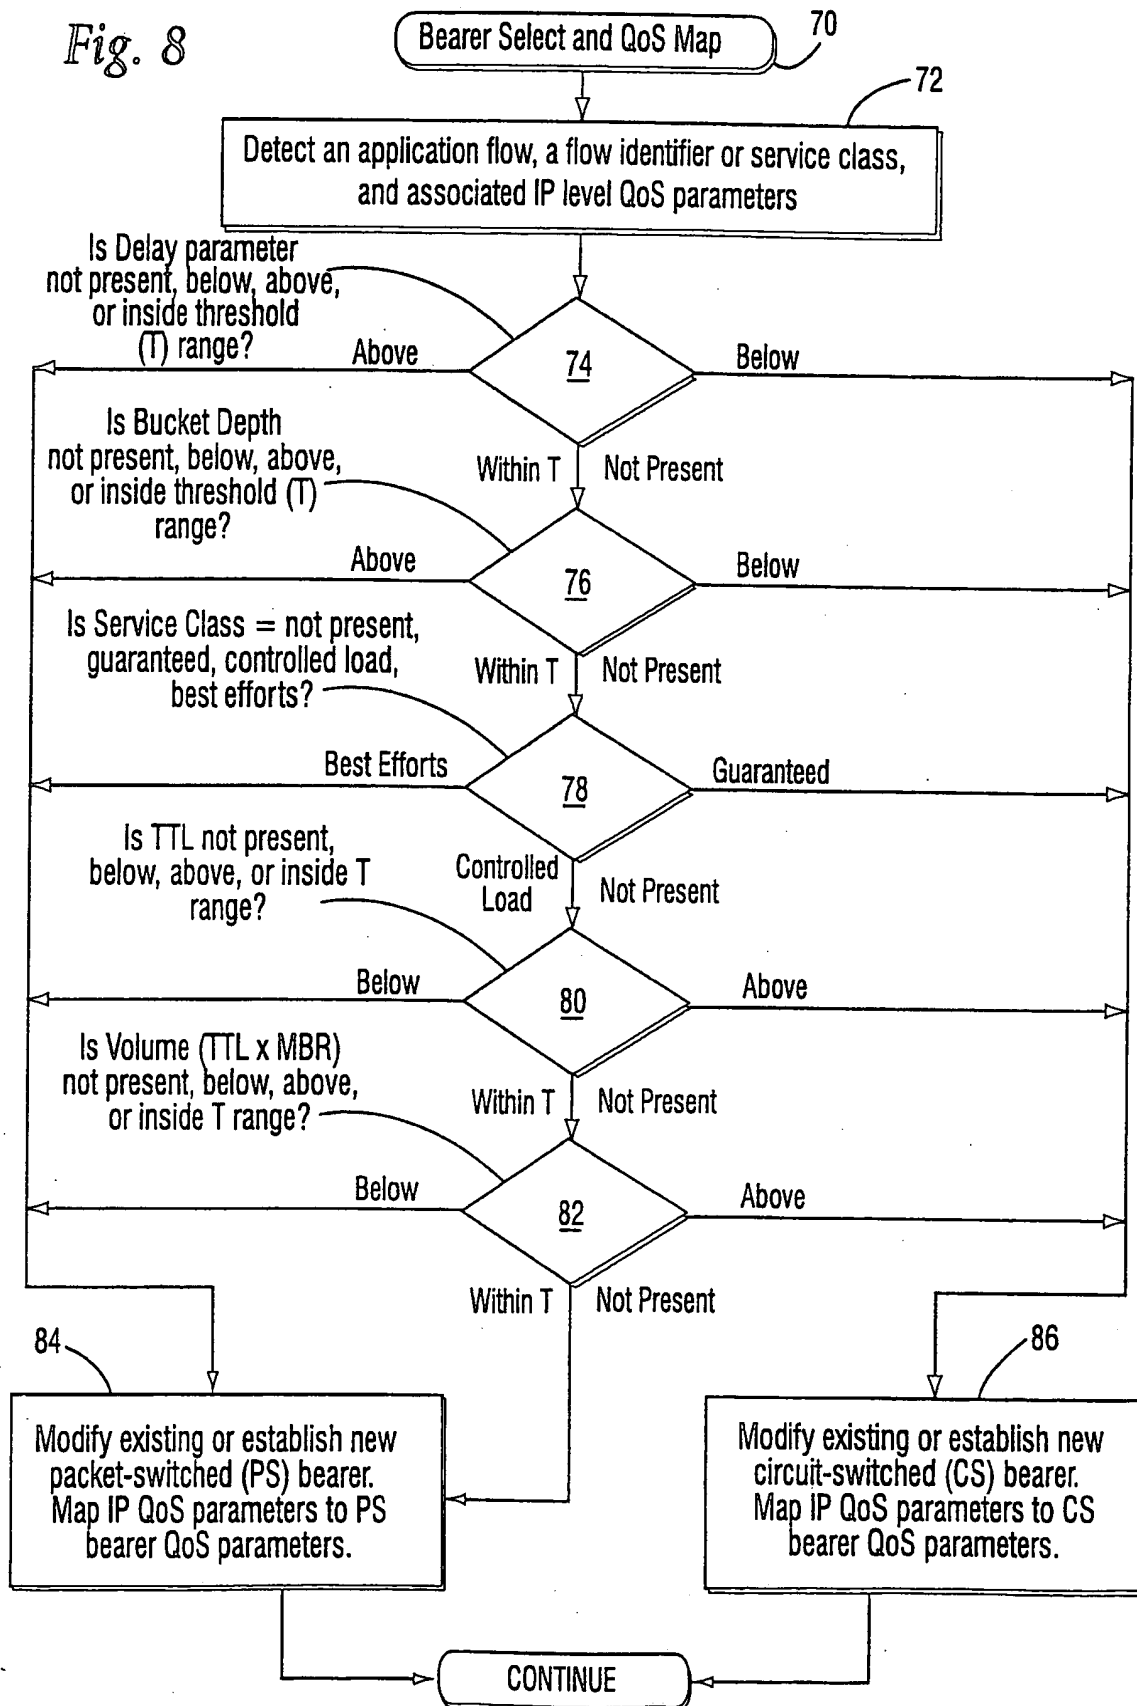 Fig. 8
Bearer Select and QoS Map
70
72
Detect an application flow, a flow identifier or service class,
and associated IP level QoS parameters
Is Delay parameter
not present, below, above,
or inside threshold
(T) range?
Above
74
Below
Within T
Not Present
Is Bucket Depth
not present, below, above,
or inside threshold (T)
range?
Above
76
Below
Within T
Not Present
Is Service Class = not present,
guaranteed, controlled load,
best efforts?
Best Efforts
78
Guaranteed
Controlled
Load
Not Present
Is TTL not present,
below, above, or inside T
range?
Below
80
Above
Within T
Not Present
Is Volume (TTL x MBR)
not present, below, above,
or inside T range?
Below
82
Above
Within T
Not Present
84
Modify existing or establish new
packet-switched (PS) bearer.
Map IP QoS parameters to PS
bearer QoS parameters.
86
Modify existing or establish new
circuit-switched (CS) bearer.
Map IP QoS parameters to CS
bearer QoS parameters.
CONTINUE